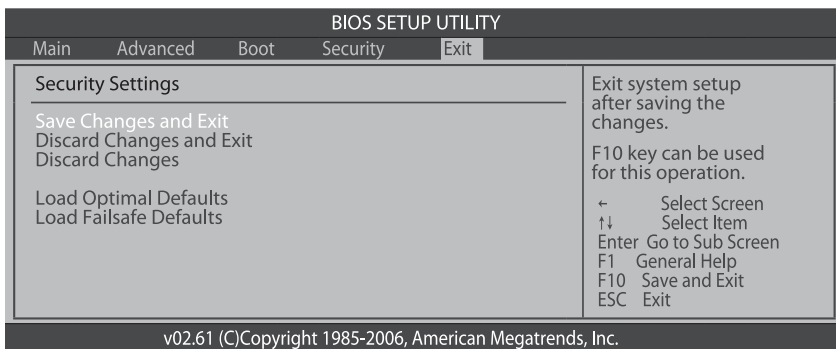 BIOS SETUP UTILITY
Main Advanced Boot Security Exit
Security Settings
Save Changes and Exit
Discard Changes and Exit
Discard Changes
Load Optimal Defaults
Load Failsafe Defaults
Exit system setup
after saving the
changes.
F10 key can be used
for this operation.
← Select Screen
↑↓ Select Item
Enter Go to Sub Screen
F1 General Help
F10 Save and Exit
ESC Exit
v02.61 (C)Copyright 1985-2006, American Megatrends, Inc.